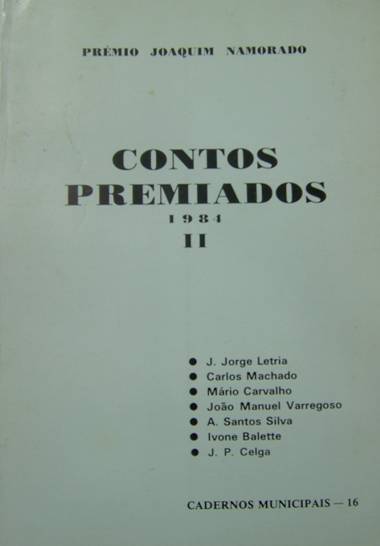 PRÉMIO JOAQUIM NAMORADO
CONTOS
PREMIADOS
1984
II
● J. Jorge Letria
● Carlos Machado
● Mário Carvalho
● João Manuel Varregoso
● A. Santos Silva
● Ivone Balette
● J. P. Celga
CADERNOS MUNICIPAIS — 16